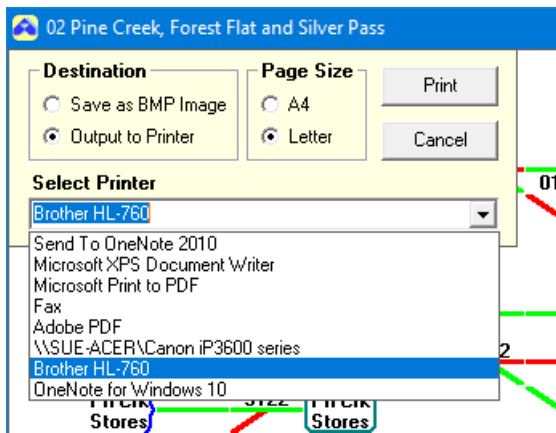 02 Pine Creek, Forest Flat and Silver Pass
Destination
Save as BMP Image
Output to Printer
Page Size
A4
Letter
Print
Cancel
Select Printer
Brother HL-760
Send To OneNote 2010
Microsoft XPS Document Writer
Microsoft Print to PDF
Fax
Adobe PDF
\\SUE-ACER\Canon iP3600 series
Brother HL-760
OneNote for Windows 10
01
2
Stores
Stores